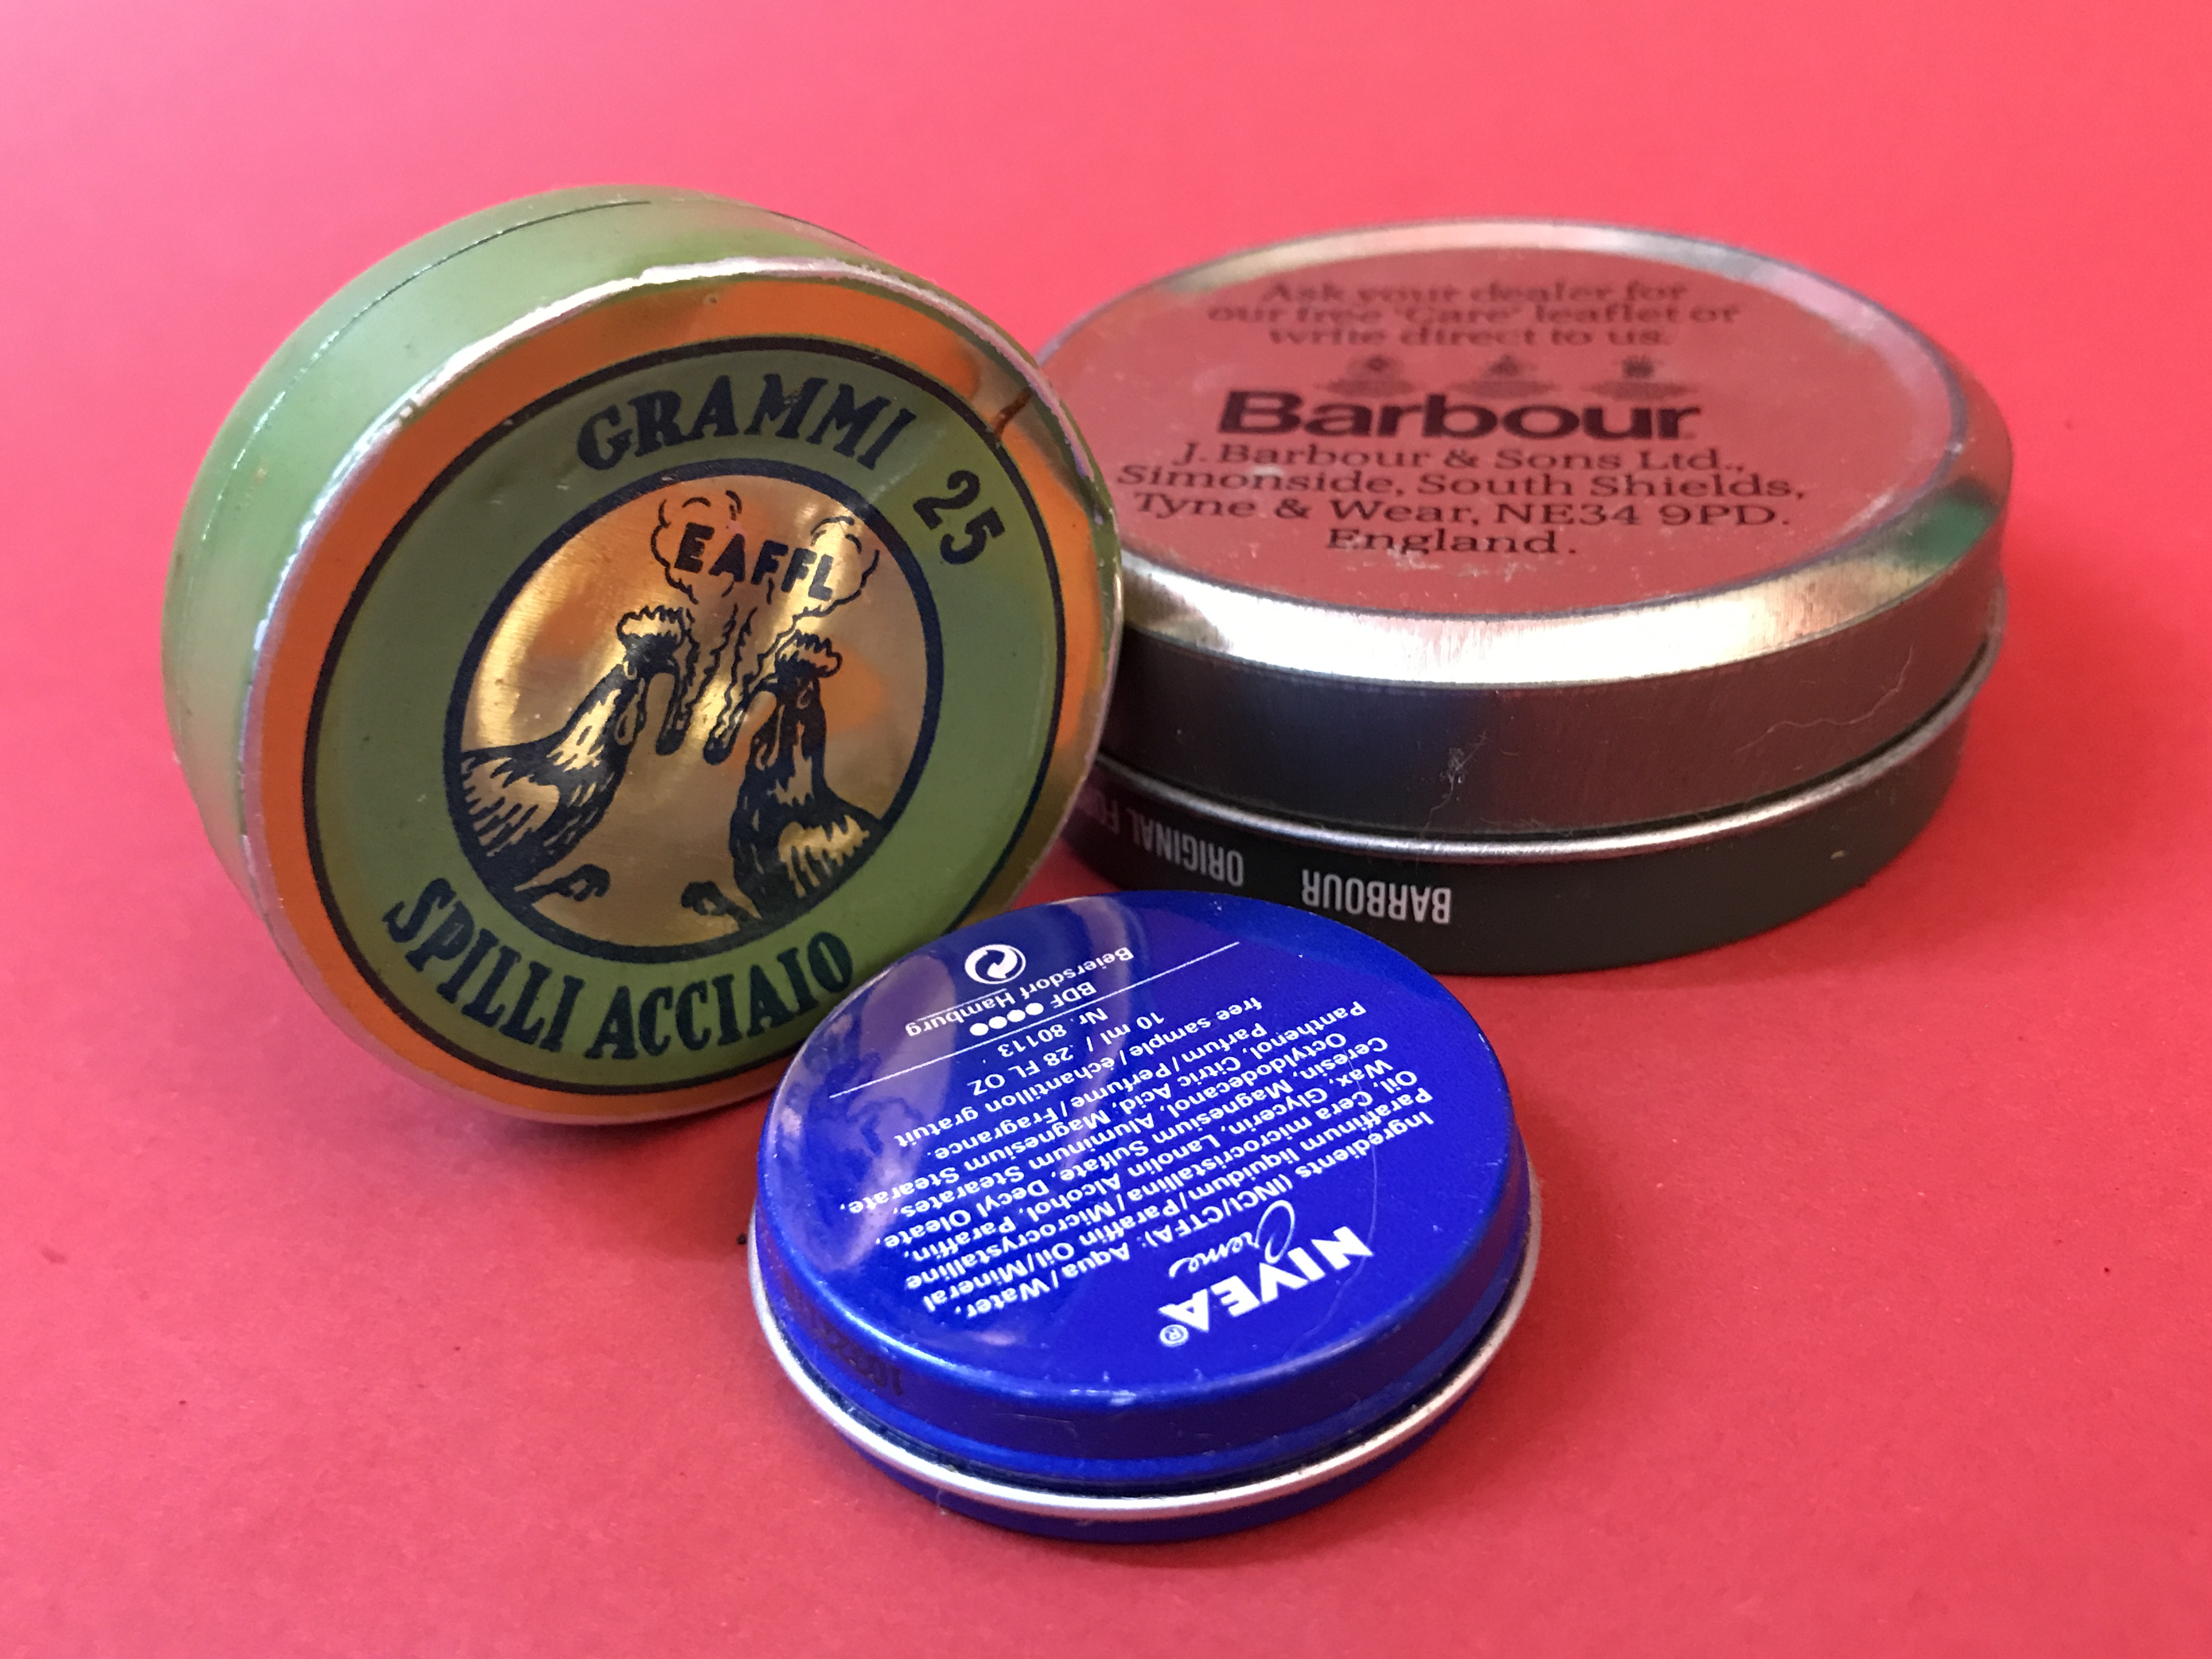 GRAMMI 25
EAFFL
SPILLI ACCIAIO
Ask your dealer for
our free 'Care' leaflet or
write direct to us.
Barbour
J. Barbour & Sons Ltd.,
Simonside, South Shields,
Tyne & Wear, NE34 9PD.
England.
BARBOUR ORIGINAL
NIVEA®
Creme
Ingredients (INCI/CTFA): Aqua/Water,
Paraffinum liquidum/Paraffin Oil/Mineral
Oil, Cera microcristallina/Microcrystalline
Wax, Glycerin, Lanolin Alcohol, Paraffin,
Ceresin, Magnesium Sulfate, Decyl Oleate,
Octyldodecanol, Aluminum Stearates,
Panthenol, Citric Acid, Magnesium Stearate,
Parfum/Perfume/Fragrance.
free sample/échantillon gratuit
10 ml / .28 FL OZ
Nr. 80113
BDF
Beiersdorf Hamburg